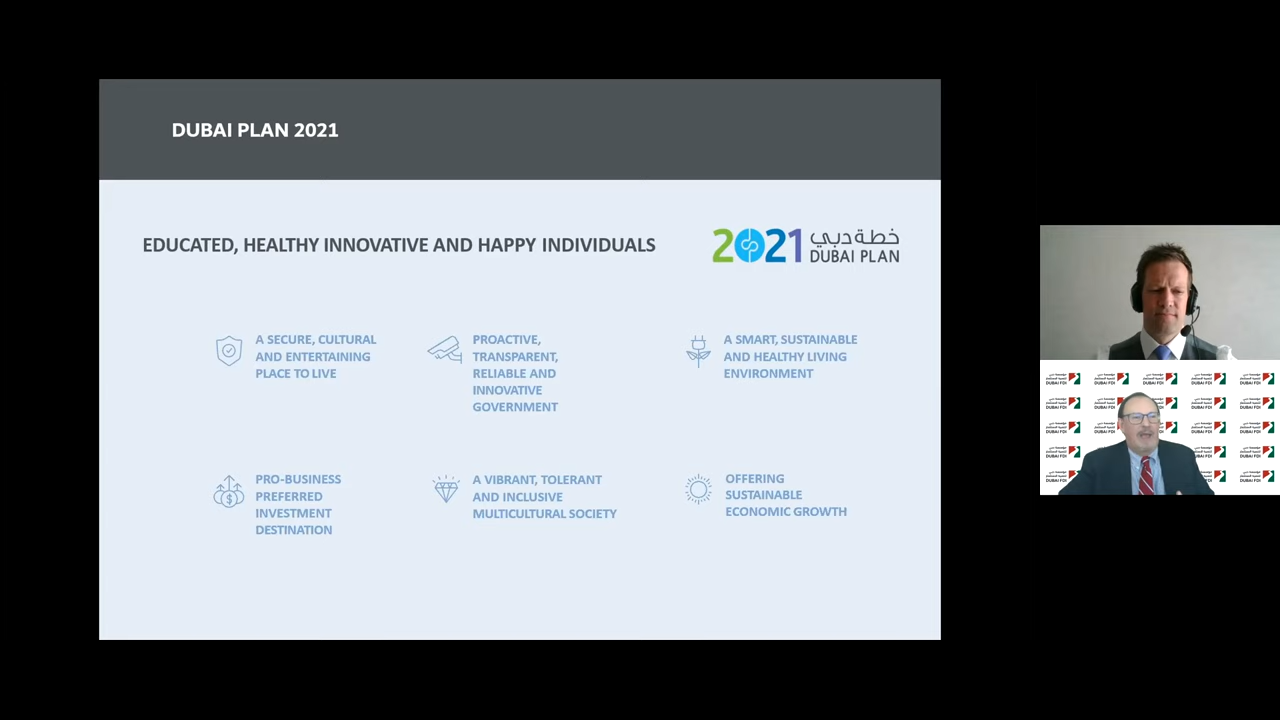 DUBAI PLAN 2021
EDUCATED, HEALTHY INNOVATIVE AND HAPPY INDIVIDUALS
2021
خطة دبي
DUBAI PLAN
A SECURE, CULTURAL
AND ENTERTAINING
PLACE TO LIVE
PROACTIVE,
TRANSPARENT,
RELIABLE AND
INNOVATIVE
GOVERNMENT
A SMART, SUSTAINABLE
AND HEALTHY LIVING
ENVIRONMENT
PRO-BUSINESS
PREFERRED
INVESTMENT
DESTINATION
A VIBRANT, TOLERANT
AND INCLUSIVE
MULTICULTURAL SOCIETY
OFFERING
SUSTAINABLE
ECONOMIC GROWTH
DUBAI FDI